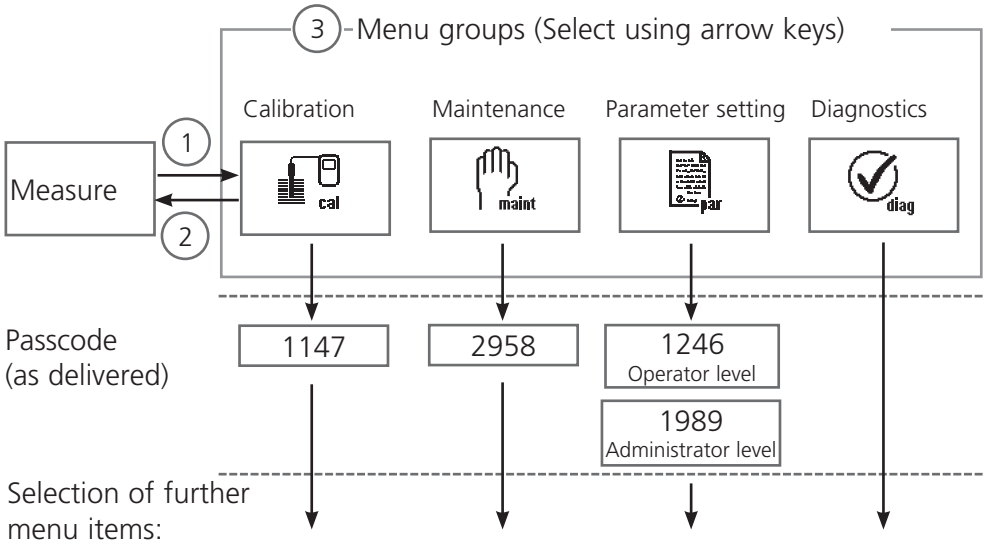 3 Menu groups (Select using arrow keys)
Calibration
Maintenance
Parameter setting
Diagnostics
1
Measure
2
cal
maint
par
diag
Passcode
(as delivered)
1147
2958
1246
Operator level
1989
Administrator level
Selection of further
menu items: